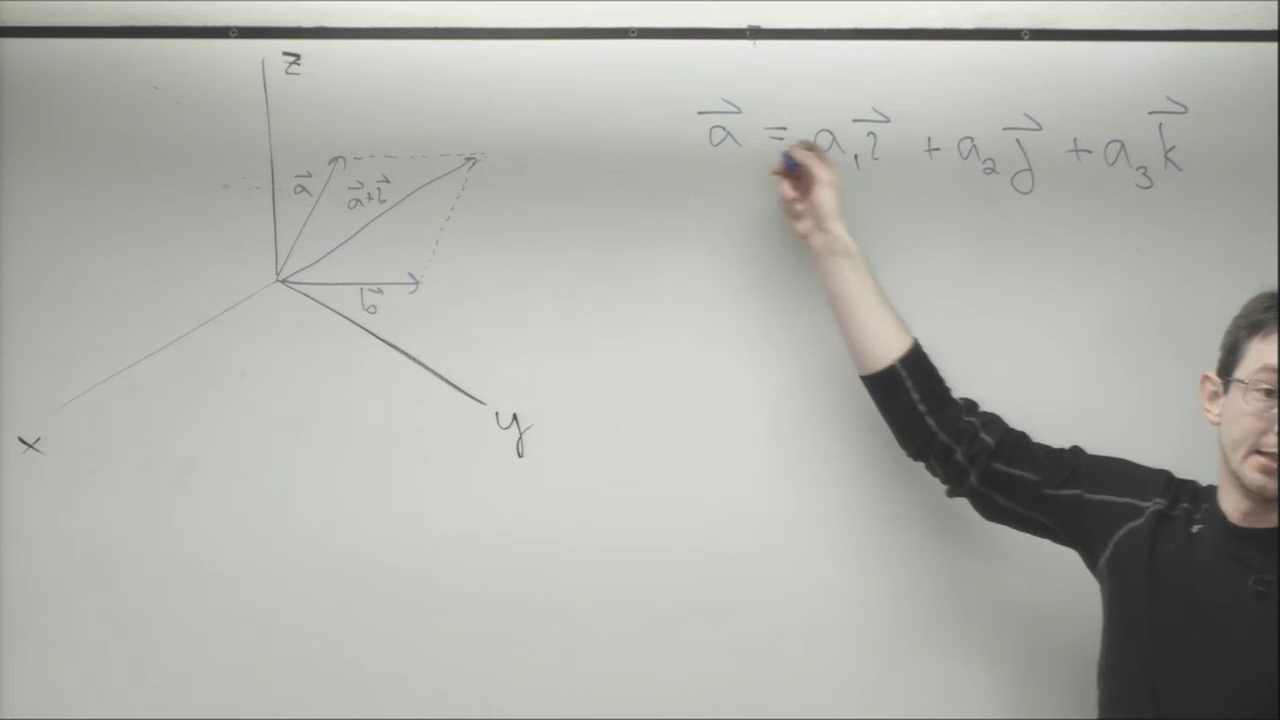 z
a⃗
a⃗+b⃗
b⃗
x
y
a⃗ = a₁i⃗ + a₂j⃗ + a₃k⃗